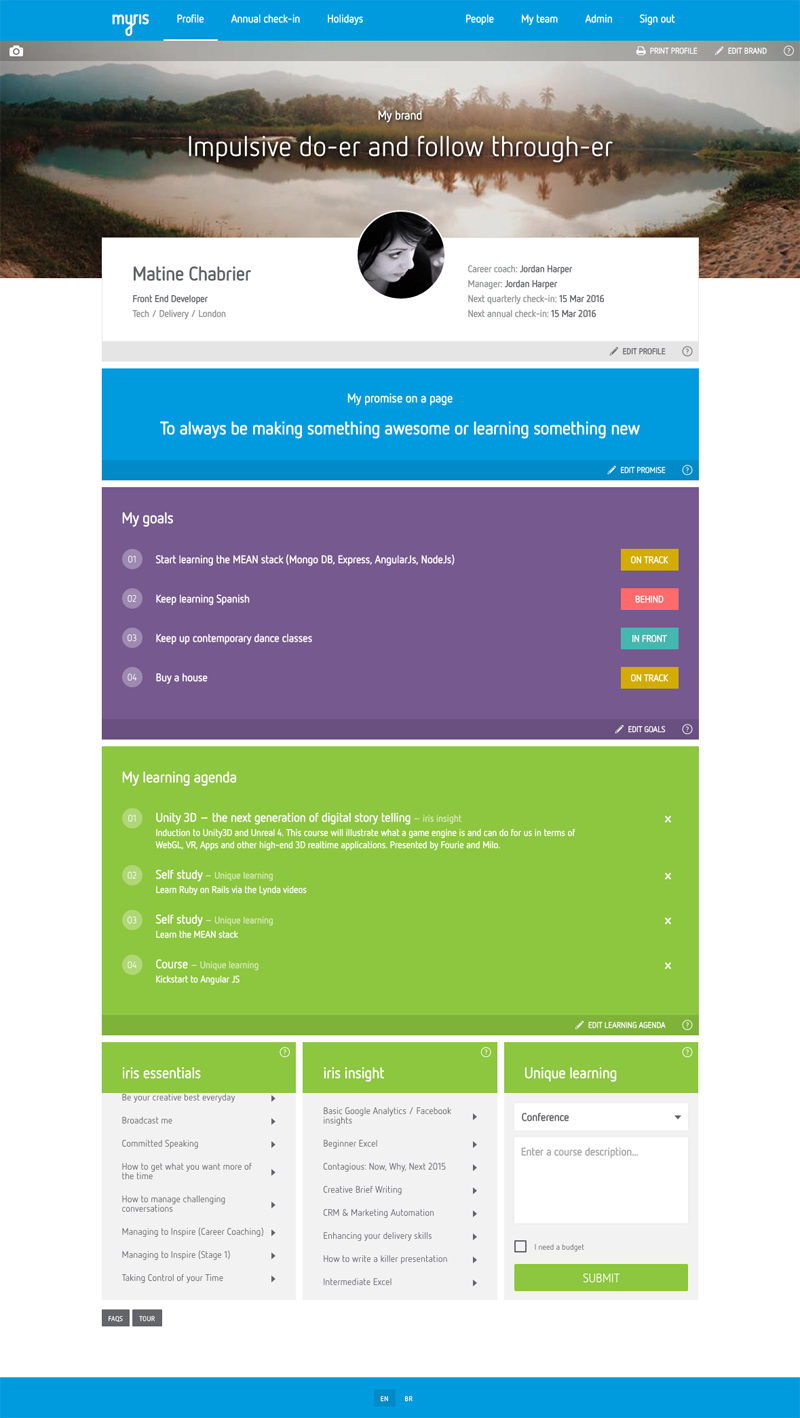 myris
Profile
Annual check-in
Holidays
People
My team
Admin
Sign out
PRINT PROFILE
EDIT BRAND
?
My brand
Impulsive do-er and follow through-er
Matine Chabrier
Front End Developer
Tech / Delivery / London
Career coach: Jordan Harper
Manager: Jordan Harper
Next quarterly check-in: 15 Mar 2016
Next annual check-in: 15 Mar 2016
EDIT PROFILE
?
My promise on a page
To always be making something awesome or learning something new
EDIT PROMISE
?
My goals
01 Start learning the MEAN stack (Mongo DB, Express, AngularJs, NodeJs) ON TRACK
02 Keep learning Spanish BEHIND
03 Keep up contemporary dance classes IN FRONT
04 Buy a house ON TRACK
EDIT GOALS
?
My learning agenda
01 Unity 3D – the next generation of digital story telling – iris insight
Induction to Unity3D and Unreal 4. This course will illustrate what a game engine is and can do for us in terms of
WebGL, VR, Apps and other high-end 3D realtime applications. Presented by Fourie and Milo.
02 Self study – Unique learning
Learn Ruby on Rails via the Lynda videos
03 Self study – Unique learning
Learn the MEAN stack
04 Course – Unique learning
Kickstart to Angular JS
EDIT LEARNING AGENDA
?
iris essentials
?
Be your creative best everyday
Broadcast me
Committed Speaking
How to get what you want more of
the time
How to manage challenging
conversations
Managing to Inspire (Career Coaching)
Managing to Inspire (Stage 1)
Taking Control of your Time
iris insight
?
Basic Google Analytics / Facebook
insights
Beginner Excel
Contagious: Now, Why, Next 2015
Creative Brief Writing
CRM & Marketing Automation
Enhancing your delivery skills
How to write a killer presentation
Intermediate Excel
Unique learning
?
Conference
Enter a course description...
I need a budget
SUBMIT
FAQS
TOUR
EN
BR